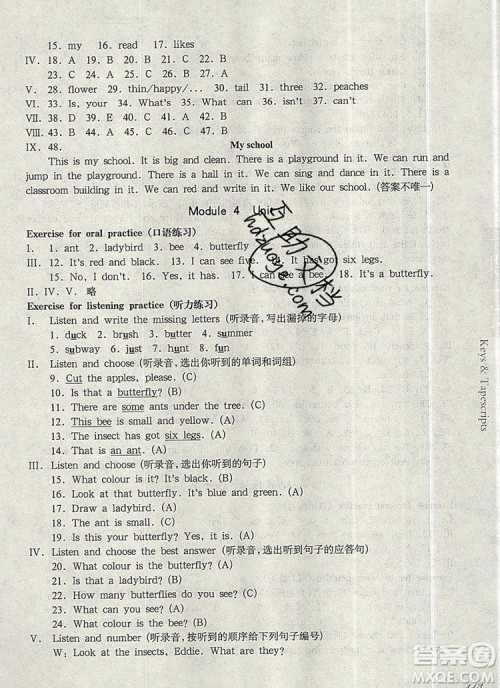 15. my  16. read  17. likes
Ⅳ. 18. A  19. B  20. B  21. C  22. B
23. C  24. A  25. B  26. C  27. B
Ⅴ. 28. flower  29. thin/happy/...  30. tail  31. three  32. peaches
Ⅵ. 33. Is, your  34. What's  35. What  36. can  36. isn't  37. can't
Ⅶ. 38. D  39. E  40. A  41. B  42. C
Ⅷ. 43. B  44. B  45. C  46. A  47. B
Ⅸ. 48. My school
This is my school. It is big and clean. There is a playground in it. We can run and
jump in the playground. There is a hall in it. We can sing and dance in it. There is a
classroom building in it. We can red and write in it. We like our school. (答案不唯一)
Module 4 Unit
Exercise for oral practice (口语练习)
Ⅰ. 1. ant  2. ladybird  3. bee  4. butterfly
Ⅲ. 12. It's red and black.  13. I can see five.  It has got six legs.
15. No, I don't.  16. Yes, it has.  17. I can see a bee.  18. It's a butterfly.
Ⅱ. Ⅳ. Ⅴ. 略
Exercise for listening practice (听力练习)
Ⅰ. Listen and write the missing letters (听录音,写出漏掉的字母)
1. duck  2. brush  3. but  4. summer
5. subway  6. just  7. hunt  8. fun
Ⅱ. Listen and choose (听录音,选出你听到的单词和词组)
9. Cut the apples, please. (C)
10. Is that a butterfly? (C)
11. There are some ants under the tree. (C)
12. This bee is small and yellow. (C)
13. The insect has got six legs. (A)
14. That is an ant. (C)
Ⅲ. Listen and choose (听录音,选出你听到的句子)
15. What colour is it? It's black. (C)
16. Look at that butterfly. It's blue and green. (C)
17. Draw a ladybird. (A)
18. The ant is small. (A)
19. Is this your butterfly? (A)
Ⅳ. Listen and choose the best answer (听录音,选出听到句子的应答句)
20. What colour is the butterfly? (A)
21. Is that a ladybird? (B)
22. How many butterflies do you see? (C)
23. What can you see? (A)
24. What colour is the bee? (B)
Ⅴ. Listen and number (听录音,按听到的顺序给下列句子编号)
W: Look at the insects, Eddie. What are they?
Keys & Tapescripts
互助文档
hdzuoye.com
答案圈
MXQE.COM